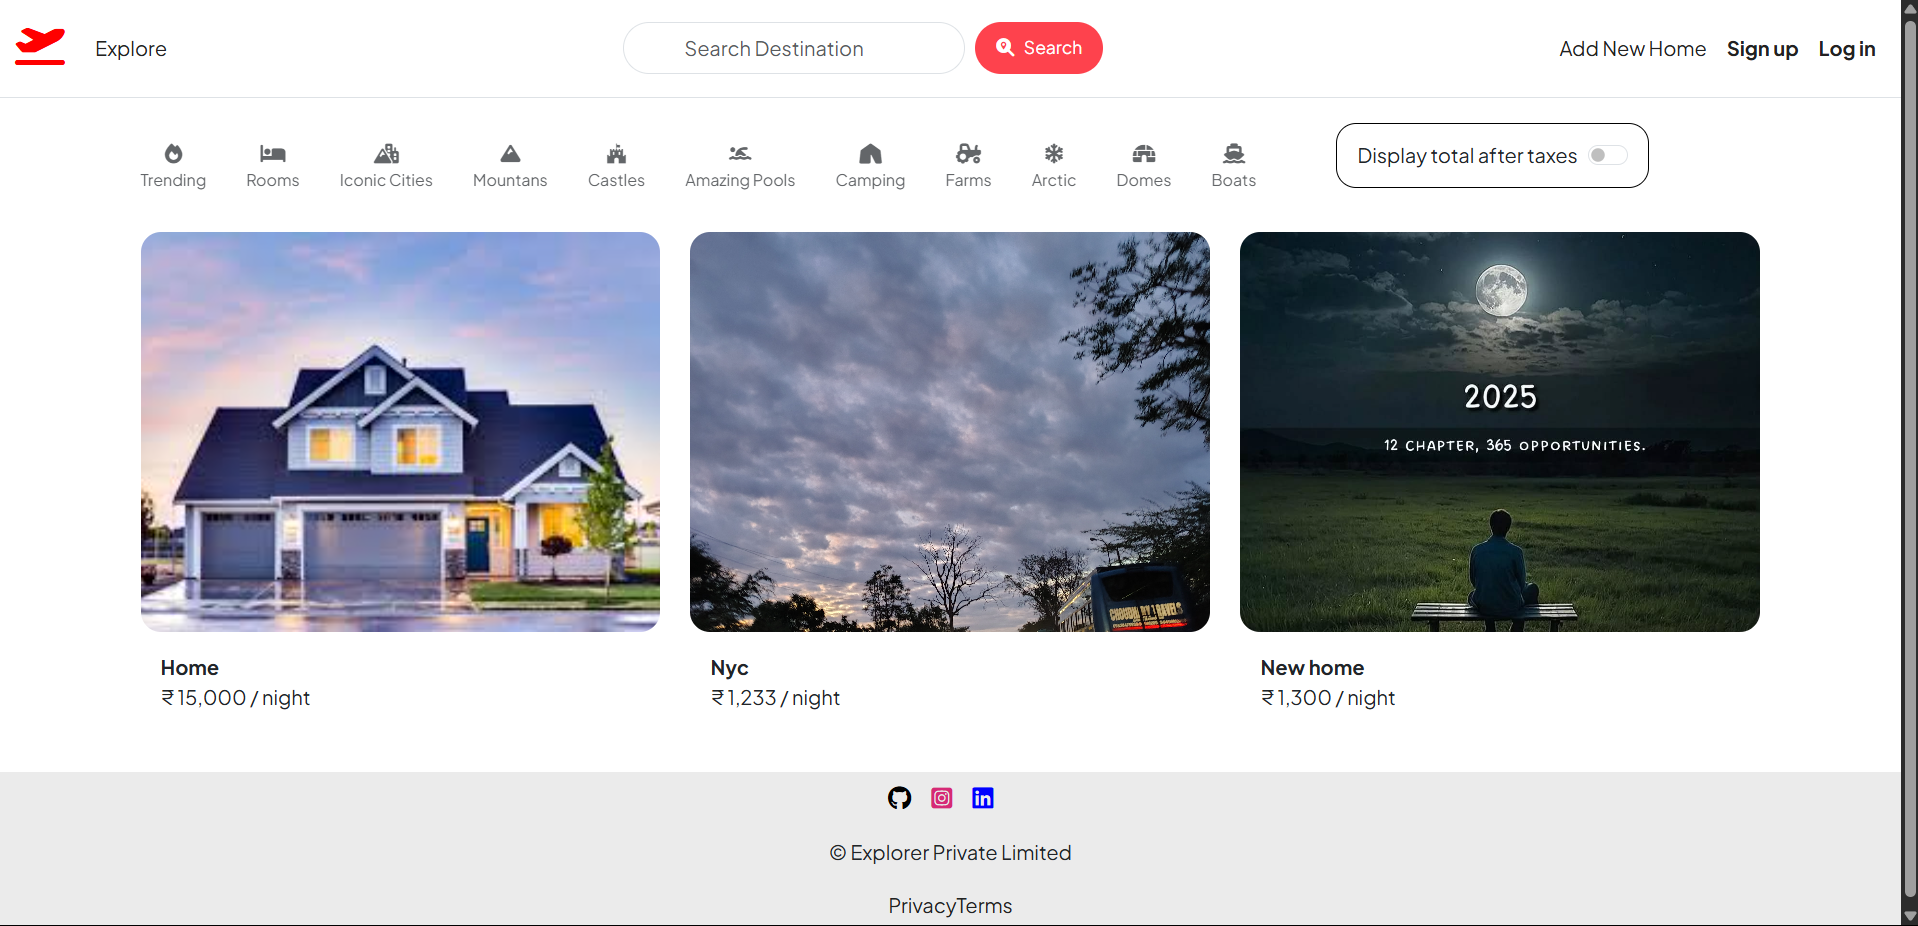 Explore
Search Destination
Search
Add New Home
Sign up
Log in
Trending
Rooms
Iconic Cities
Mountans
Castles
Amazing Pools
Camping
Farms
Arctic
Domes
Boats
Display total after taxes
2025
12 CHAPTER, 365 OPPORTUNITIES.
Home
₹15,000 / night
Nyc
₹1,233 / night
New home
₹1,300 / night
© Explorer Private Limited
PrivacyTerms